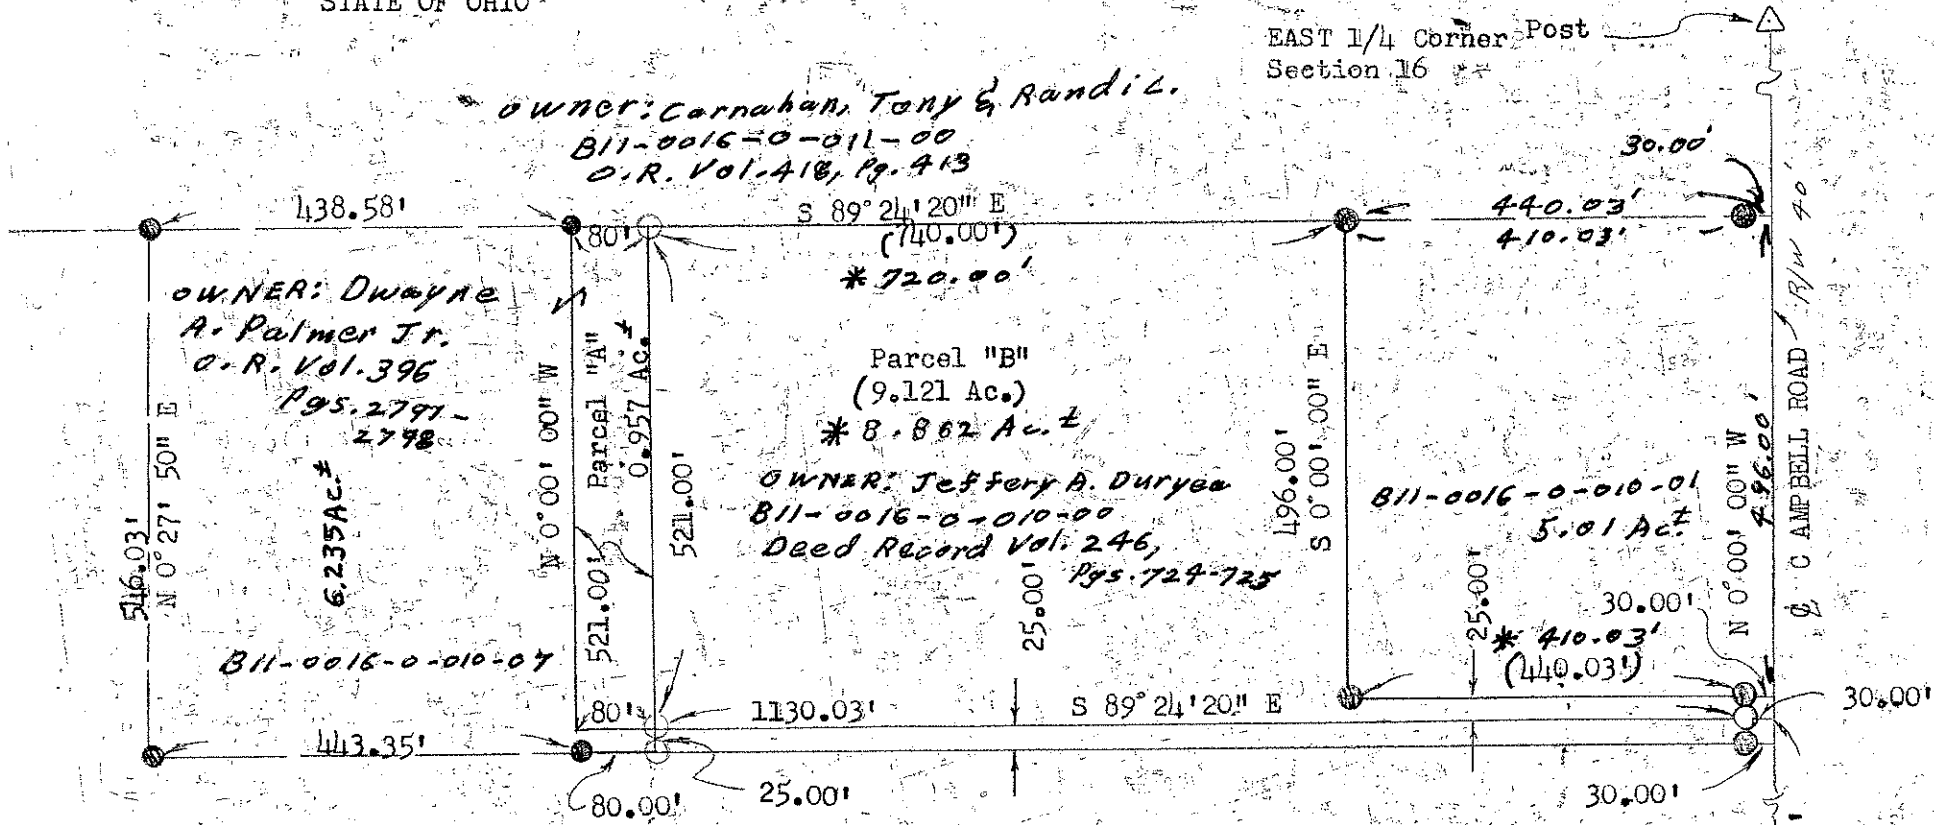 STATE OF OHIO
EAST 1/4 Corner Post
Section 16
Owner: Carnahan, Tony & Randi L.
B11-0016-0-011-00
O.R. Vol. 418, Pg. 413
30.00'
438.58'
80'
S 89° 24' 20" E
(740.00')
* 720.00'
440.03'
410.03'
R/W 40'
OWNER: Dwayne
A. Palmer Jr.
O.R. Vol. 396
Pgs. 2797-
2798
6.235 Ac.±
546.03'
N 0° 27' 50" E
B11-0016-0-010-07
N 0° 00' 00" W
521.00'
Parcel "A"
0.957 Ac.±
521.00'
Parcel "B"
(9.121 Ac.)
* 8.862 Ac.±
OWNER: Jeffery A. Duryea
B11-0016-0-010-00
Deed Record Vol. 246,
Pgs. 724-725
496.00'
S 0° 00' 00" E
B11-0016-0-010-01
5.01 Ac.±
N 0° 00' 00" W
496.00'
℄ CAMPBELL ROAD
25.00'
25.00'
30.00'
* 410.03'
(440.03')
80'
1130.03'
S 89° 24' 20" E
30.00'
443.35'
80.00'
25.00'
30.00'